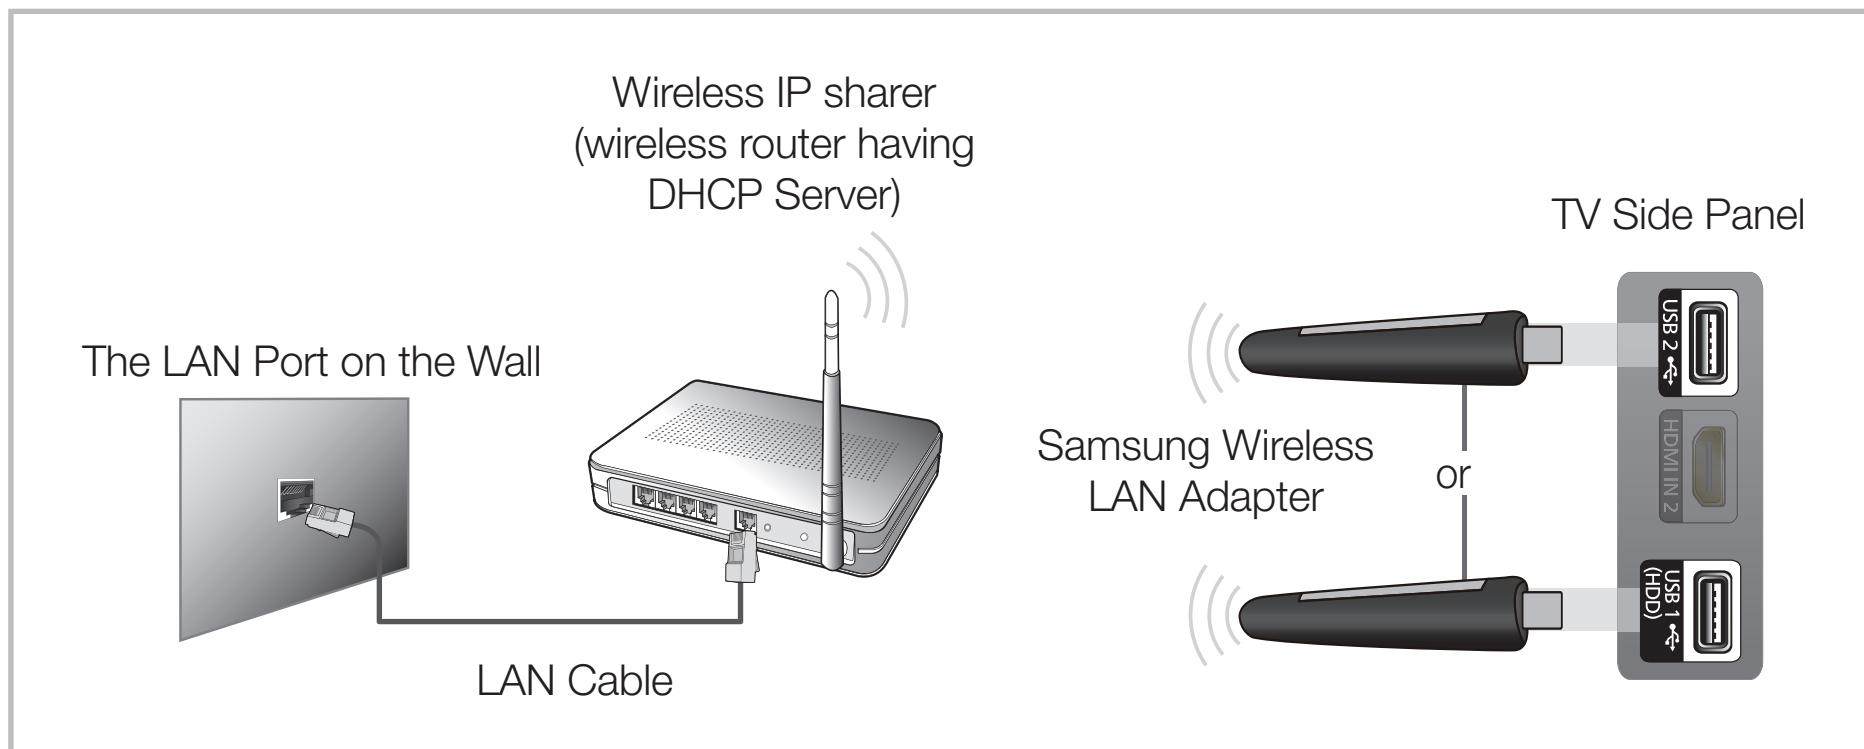 Wireless IP sharer
(wireless router having
DHCP Server)
TV Side Panel
The LAN Port on the Wall
USB 2
Samsung Wireless
LAN Adapter
or
HDMI IN 2
USB 1
(HDD)
LAN Cable